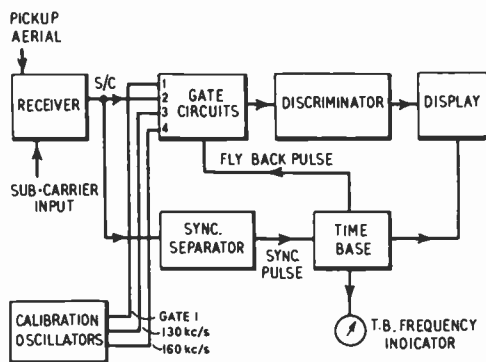 PICKUP
AERIAL
S/C
RECEIVER
1
2
3
4
GATE
CIRCUITS
DISCRIMINATOR
DISPLAY
FLY BACK PULSE
SUB-CARRIER
INPUT
SYNC.
SEPARATOR
SYNC
PULSE
TIME
BASE
CALIBRATION
OSCILLATORS
GATE I
130 kc/s
160 kc/s
T.B. FREQUENCY
INDICATOR